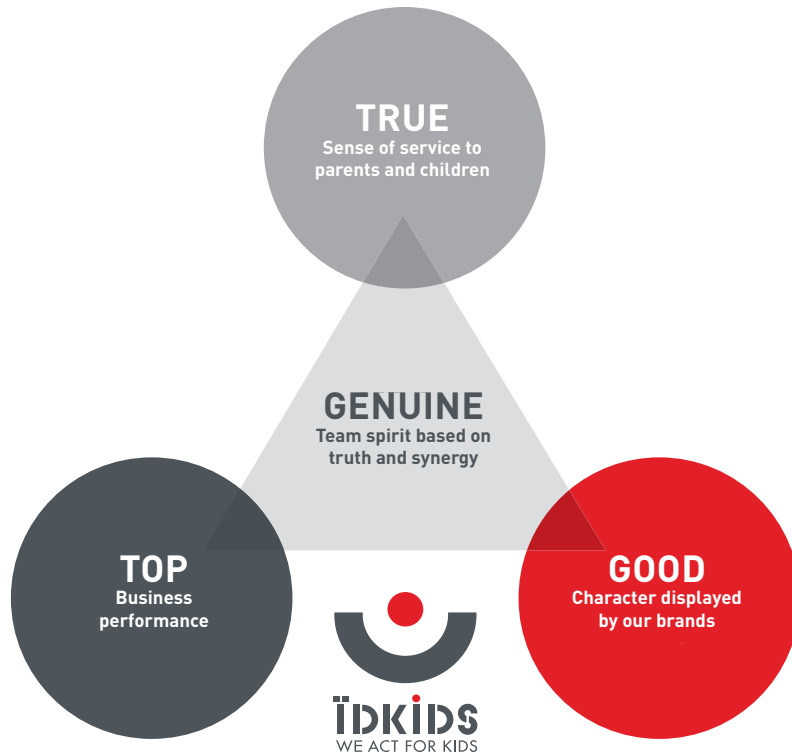 TRUE
Sense of service to
parents and children
GENUINE
Team spirit based on
truth and synergy
TOP
Business
performance
GOOD
Character displayed
by our brands
ÏDKIDS
WE ACT FOR KIDS